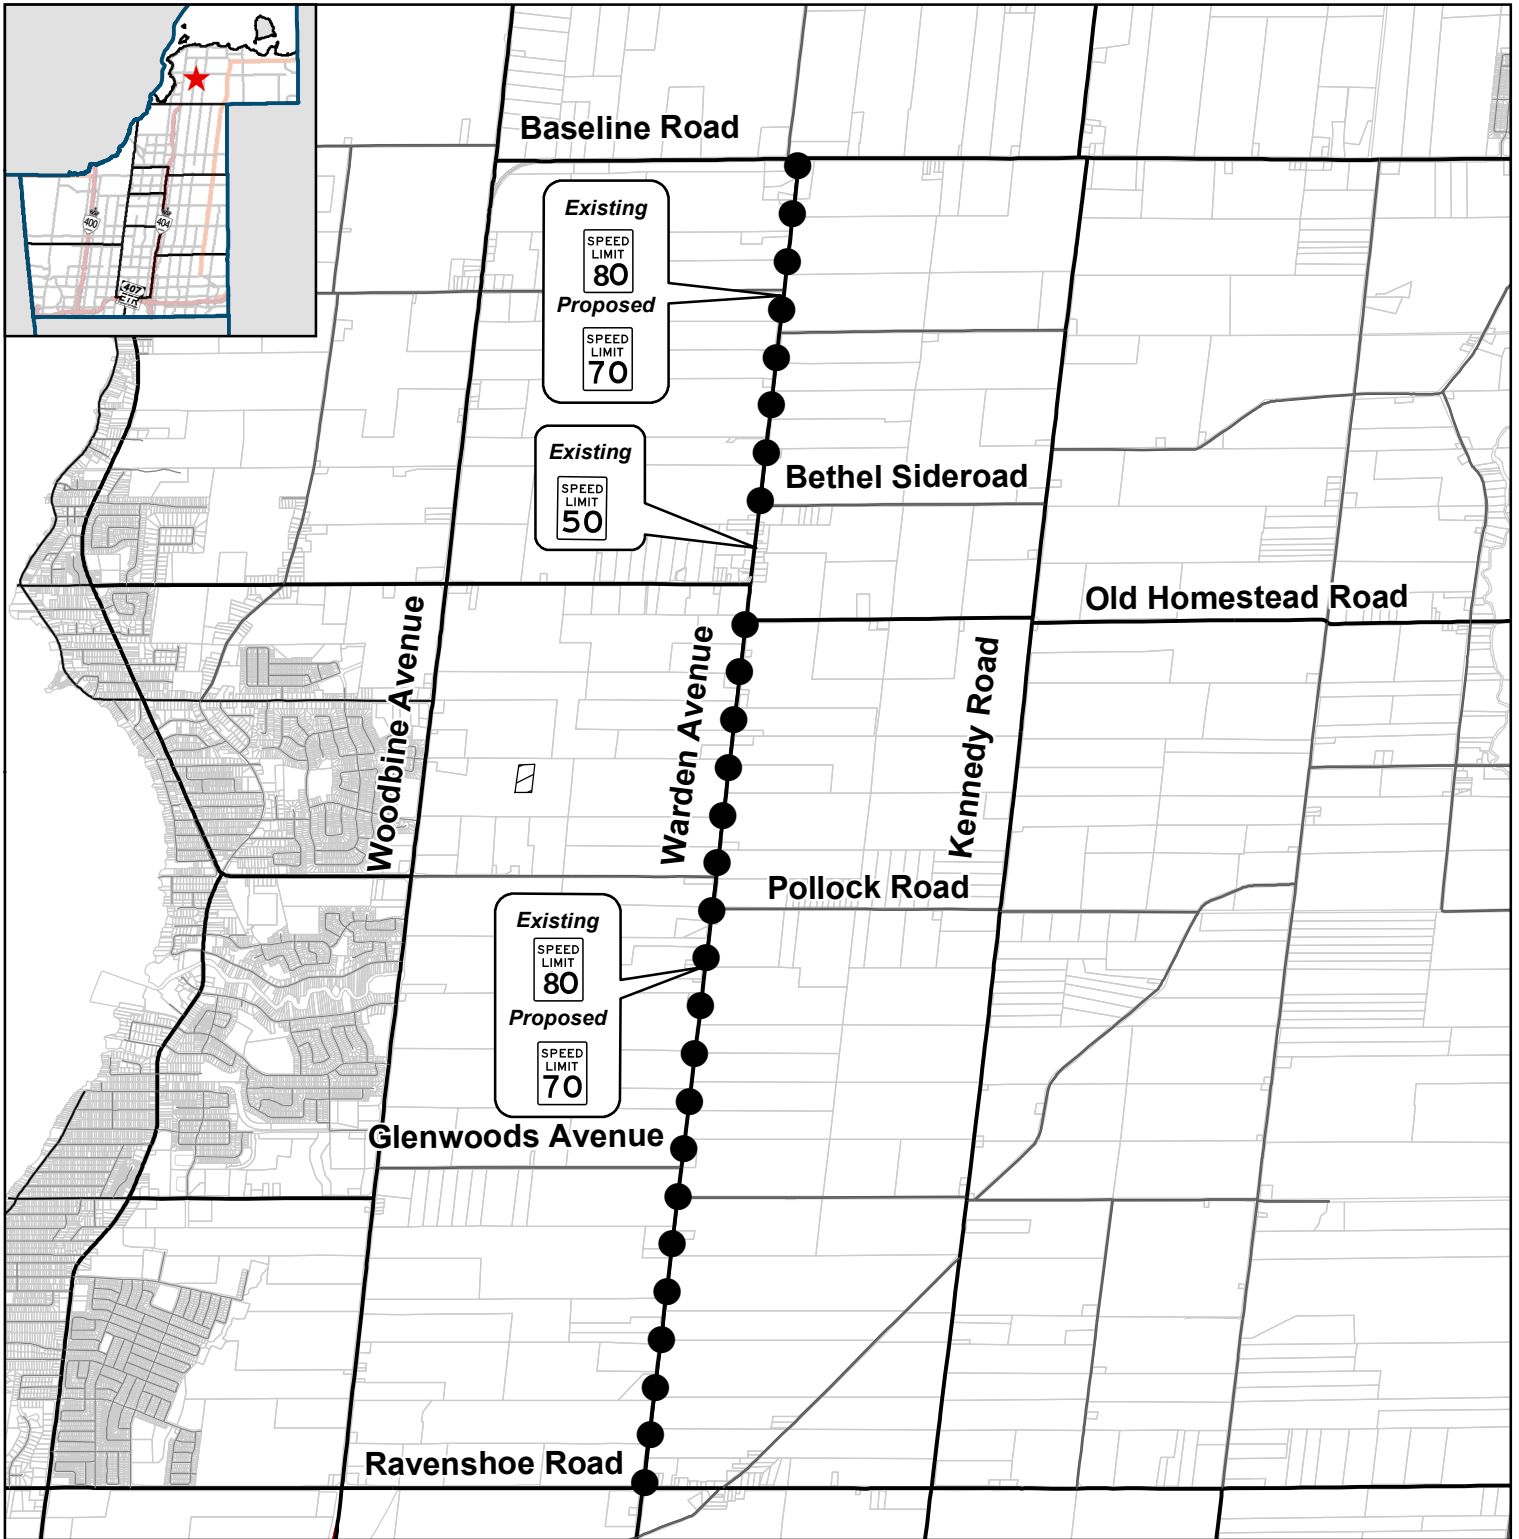 Baseline Road
Existing
SPEED
LIMIT
80
Proposed
SPEED
LIMIT
70
400
404
407
ETR
Existing
SPEED
LIMIT
50
Bethel Sideroad
Old Homestead Road
Woodbine Avenue
Warden Avenue
Kennedy Road
Pollock Road
Existing
SPEED
LIMIT
80
Proposed
SPEED
LIMIT
70
Glenwoods Avenue
Ravenshoe Road